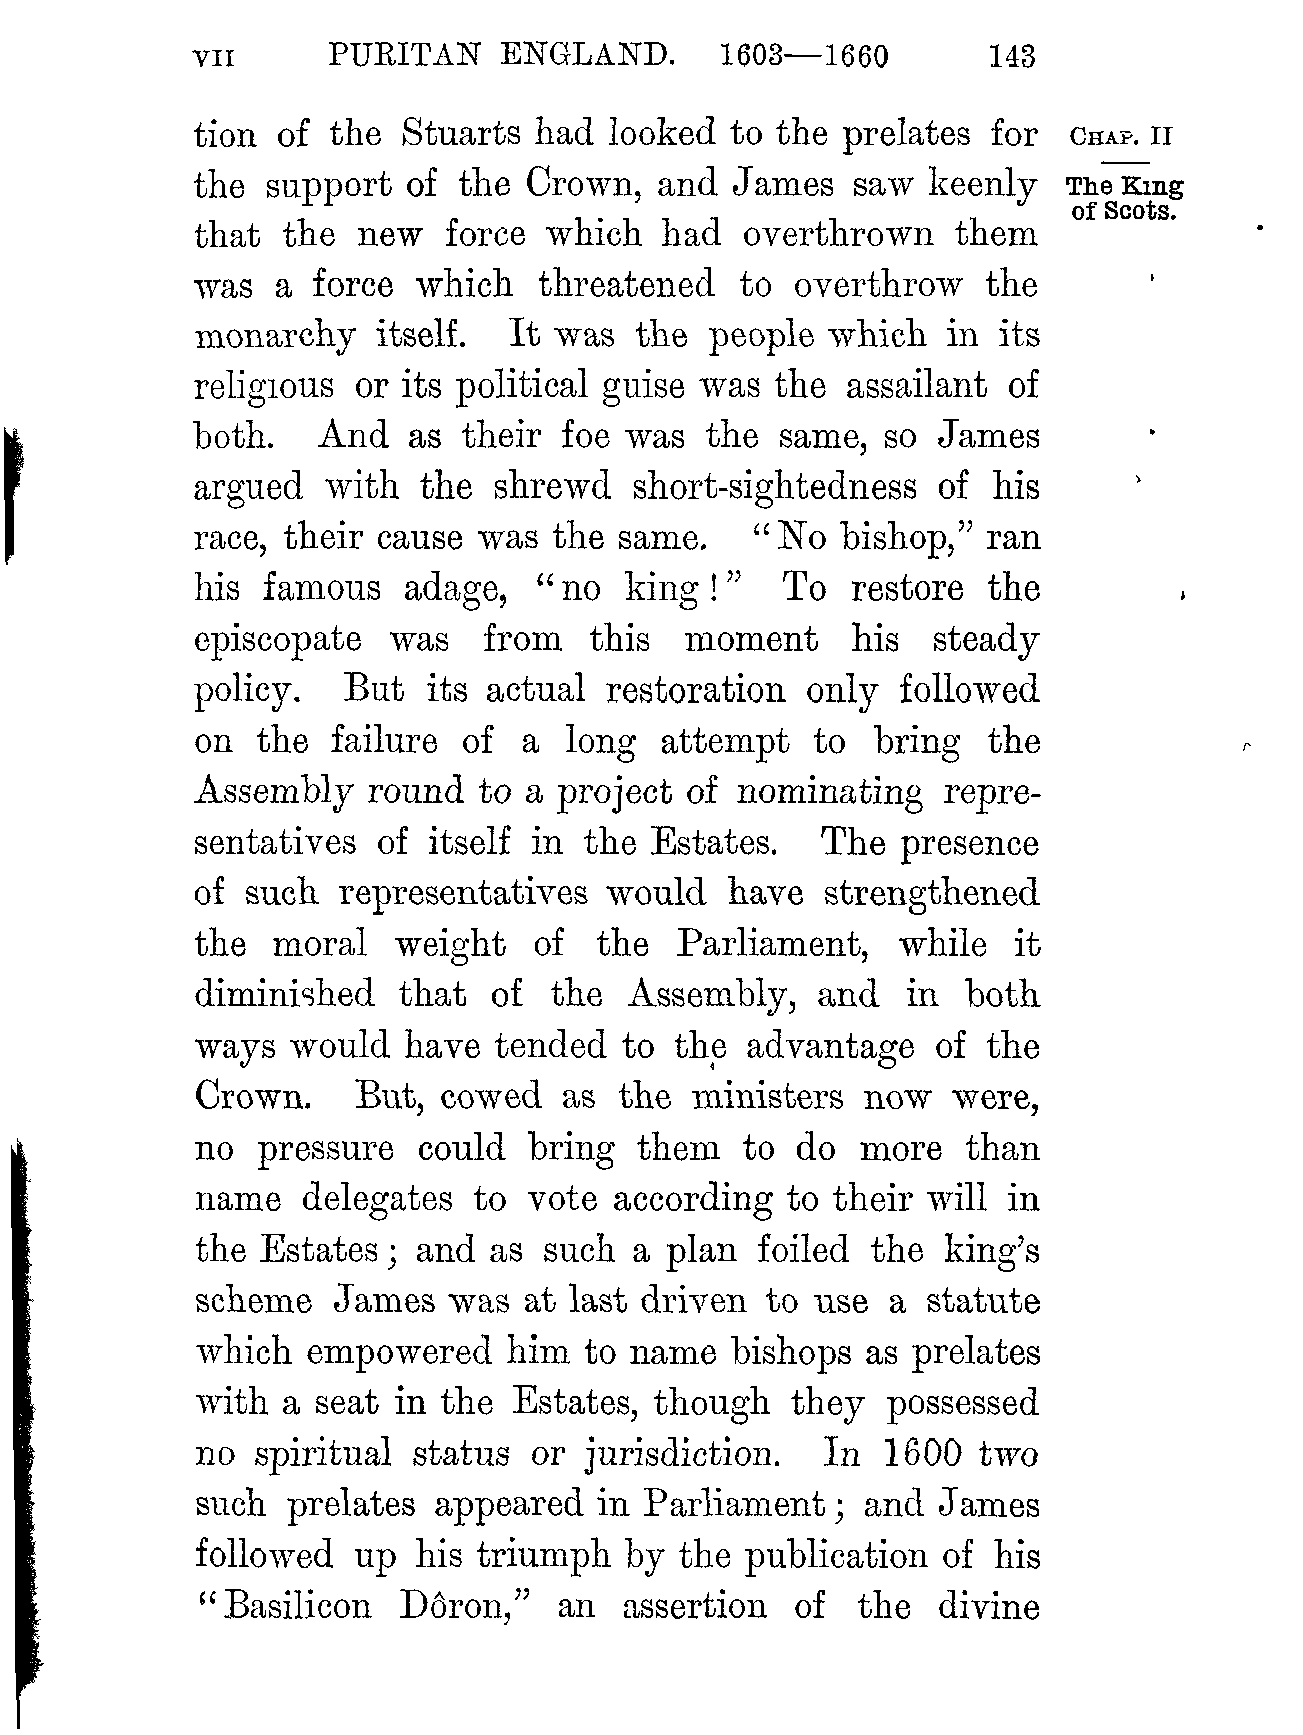 VII PURITAN ENGLAND. 1603—1660 143
tion of the Stuarts had looked to the prelates for
the support of the Crown, and James saw keenly
that the new force which had overthrown them
was a force which threatened to overthrow the
monarchy itself. It was the people which in its
religious or its political guise was the assailant of
both. And as their foe was the same, so James
argued with the shrewd short-sightedness of his
race, their cause was the same. “No bishop,” ran
his famous adage, “no king!” To restore the
episcopate was from this moment his steady
policy. But its actual restoration only followed
on the failure of a long attempt to bring the
Assembly round to a project of nominating repre-
sentatives of itself in the Estates. The presence
of such representatives would have strengthened
the moral weight of the Parliament, while it
diminished that of the Assembly, and in both
ways would have tended to the advantage of the
Crown. But, cowed as the ministers now were,
no pressure could bring them to do more than
name delegates to vote according to their will in
the Estates; and as such a plan foiled the king’s
scheme James was at last driven to use a statute
which empowered him to name bishops as prelates
with a seat in the Estates, though they possessed
no spiritual status or jurisdiction. In 1600 two
such prelates appeared in Parliament; and James
followed up his triumph by the publication of his
“Basilicon Dôron,” an assertion of the divine
CHAP. II
The King
of Scots.